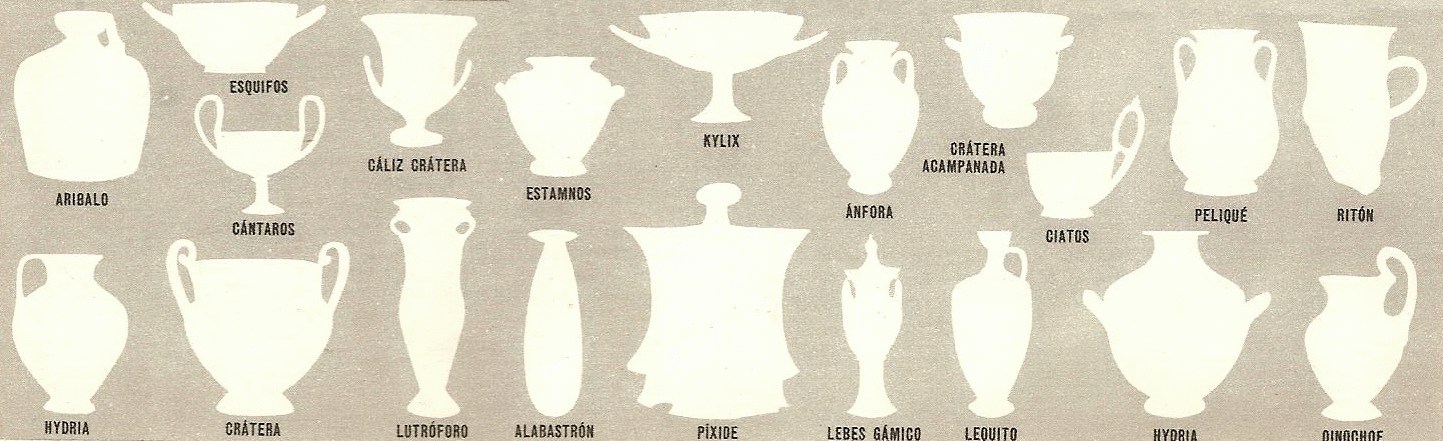 ESQUIFOS
KYLIX
CÁLIZ CRÁTERA
CRÁTERA
ACAMPANADA
ARIBALO
ESTAMNOS
ÁNFORA
PELIQUÉ
RITÓN
CÁNTAROS
CIATOS
HYDRIA
CRÁTERA
LUTRÓFORO
ALABASTRÓN
PÍXIDE
LEBES GÁMICO
LEQUITO
HYDRIA
OINOCHOE